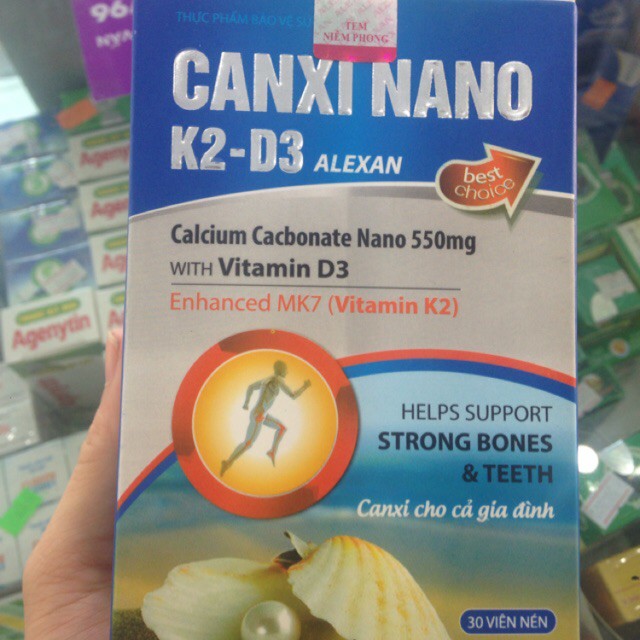 THỰC PHẨM BẢO VỆ SỨ
TEM
NIÊM PHONG
CANXI NANO
K2-D3 ALEXAN
best
choice
Calcium Cacbonate Nano 550mg
WITH Vitamin D3
Enhanced MK7 (Vitamin K2)
HELPS SUPPORT
STRONG BONES
& TEETH
Canxi cho cả gia đình
30 VIÊN NÉN
Agenytin
Agenytin